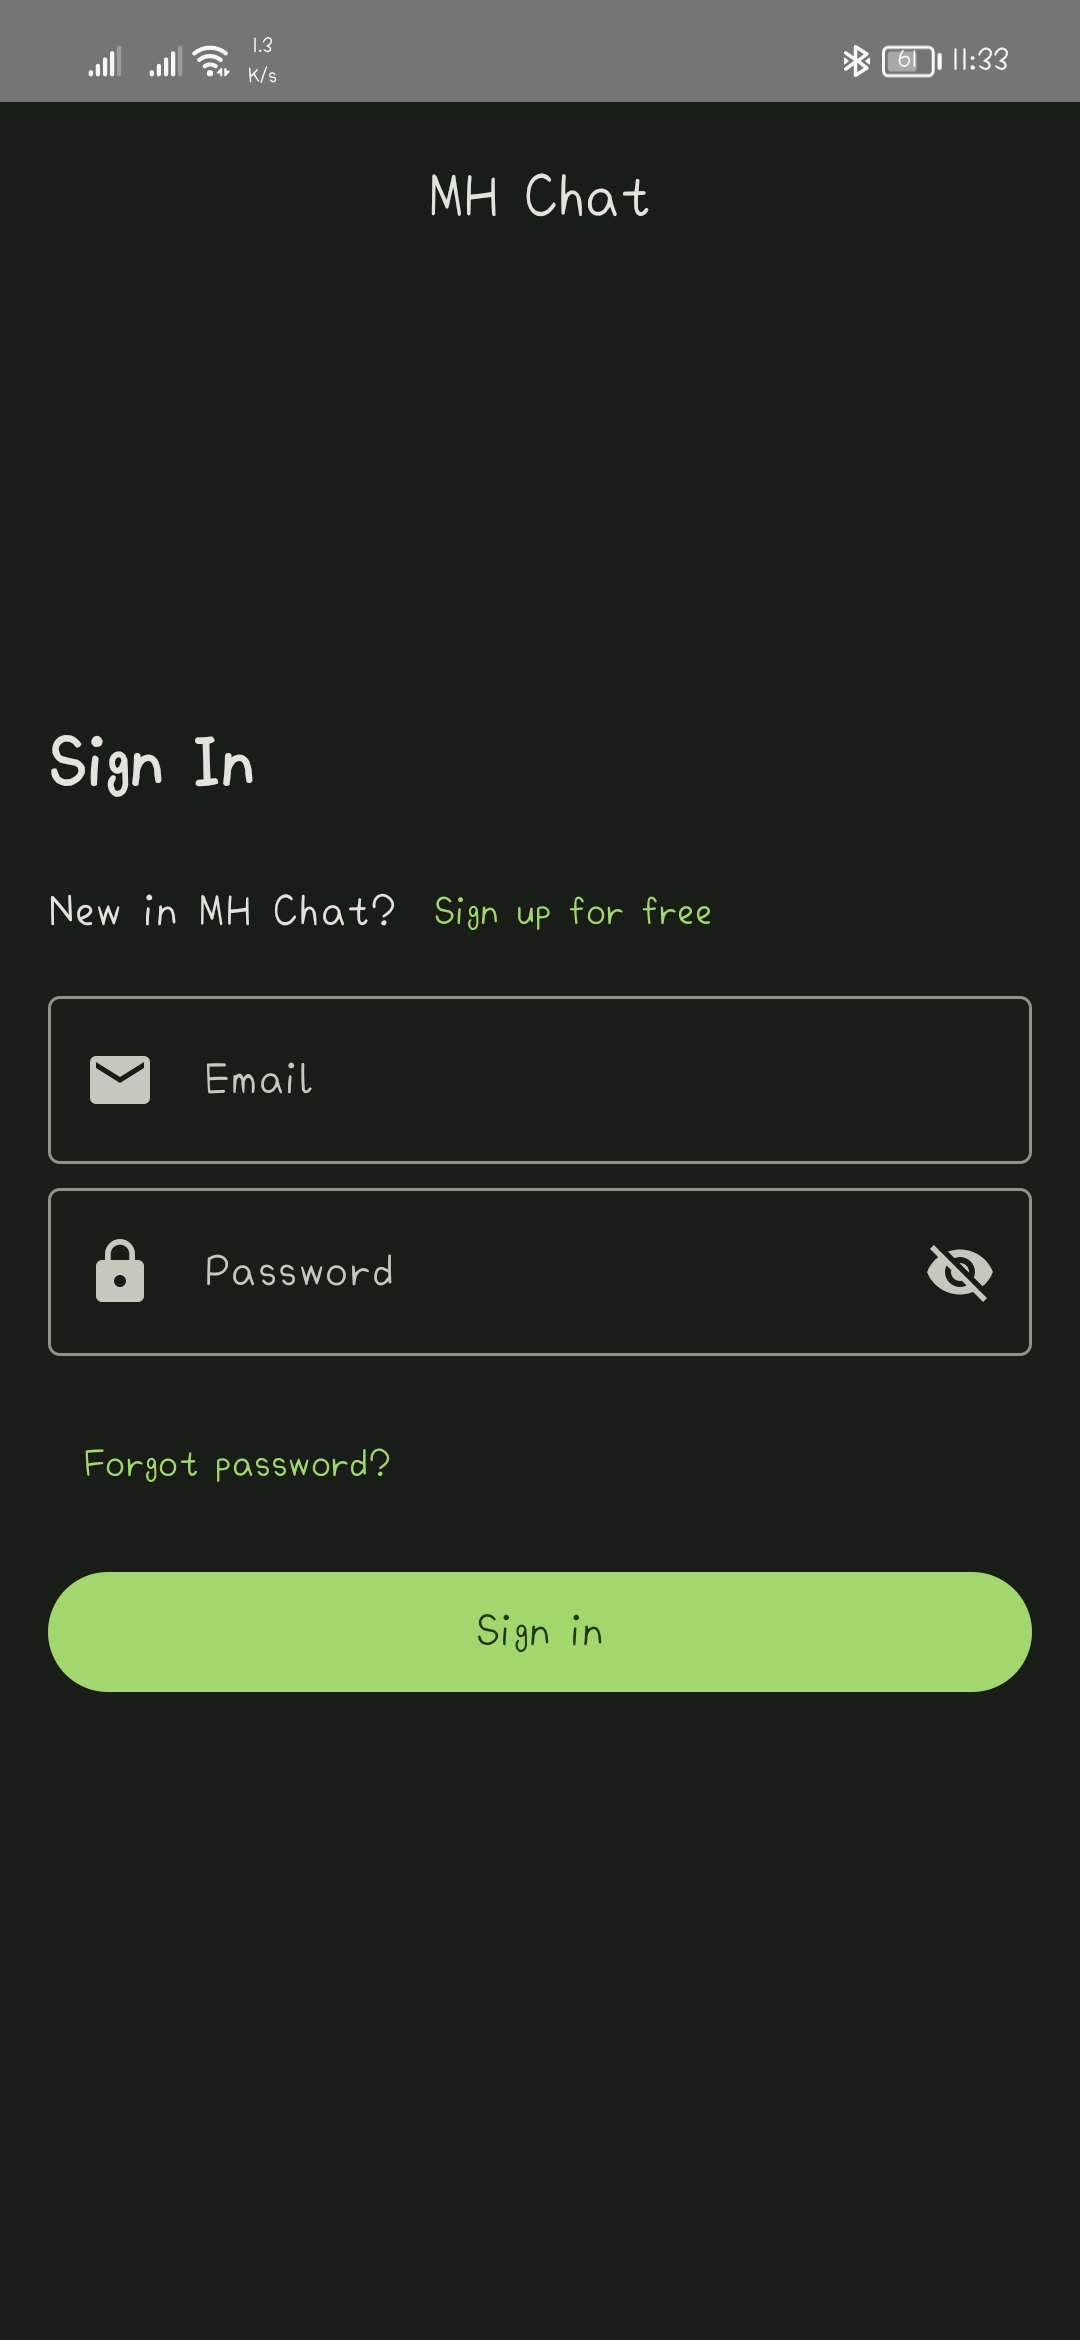 1.3
K/s
61
11:33
MH Chat
Sign In
New in MH Chat? Sign up for free
Email
Password
Forgot password?
Sign in